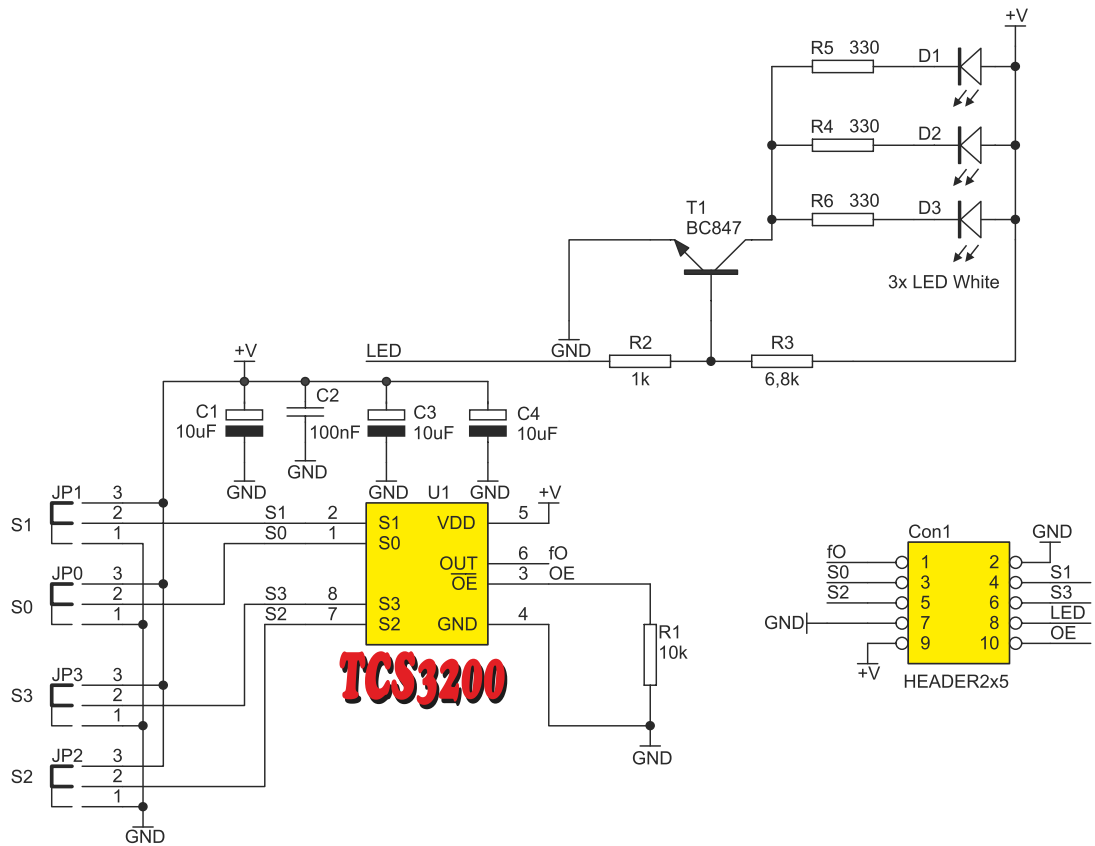 +V
R5 330 D1
R4 330 D2
R6 330 D3
T1
BC847
3x LED White
GND
LED
R2
1k
R3
6,8k
+V
C1
10uF
C2
100nF
C3
10uF
C4
10uF
GND
GND
GND
GND
JP1
S1
3
2
1
JP0
S0
3
2
1
JP3
S3
3
2
1
JP2
S2
3
2
1
GND
S1 2
S0 1
S3 8
S2 7
U1
S1
S0
S3
S2
VDD
OUT
OE
GND
5 +V
6 fO
3 OE
4
R1
10k
GND
TCS3200
Con1
GND
fO 1 2
S0 3 4 S1
S2 5 6 S3
GND 7 8 LED
9 10 OE
+V
HEADER2x5